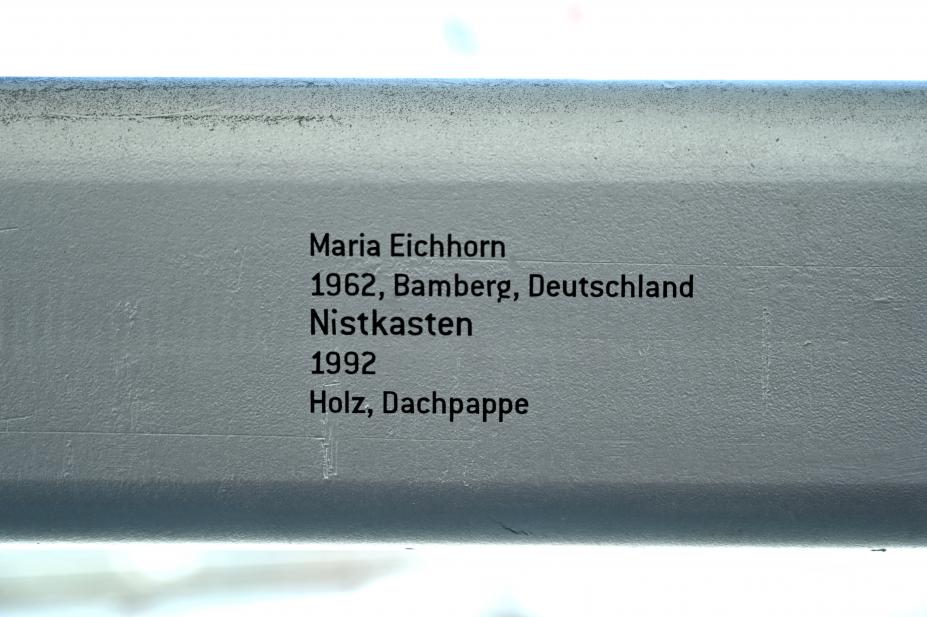 Maria Eichhorn
1962, Bamberg, Deutschland
Nistkasten
1992
Holz, Dachpappe